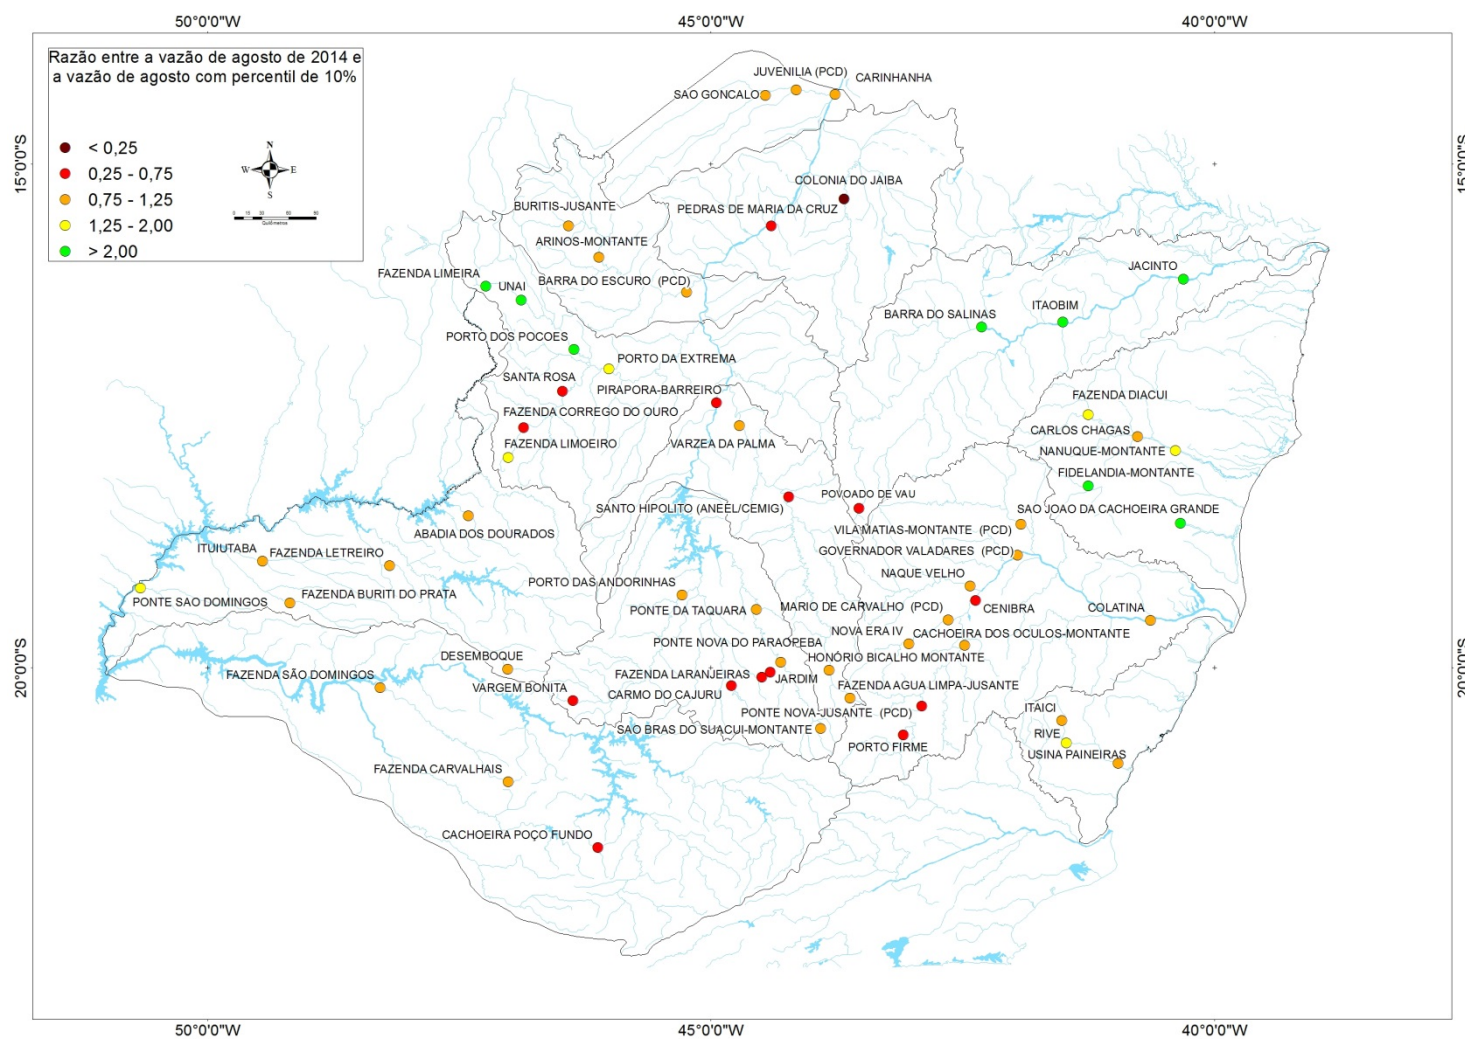 50°0'0"W
45°0'0"W
40°0'0"W
Razão entre a vazão de agosto de 2014 e
a vazão de agosto com percentil de 10%
< 0,25
0,25 - 0,75
0,75 - 1,25
1,25 - 2,00
> 2,00
N
W
E
S
Quilômetros
15°0'0"S
15°0'0"S
20°0'0"S
20°0'0"S
JUVENILIA (PCD)
CARINHANHA
SAO GONCALO
COLONIA DO JAIBA
PEDRAS DE MARIA DA CRUZ
BURITIS-JUSANTE
ARINOS-MONTANTE
FAZENDA LIMEIRA
UNAI
BARRA DO ESCURO (PCD)
JACINTO
ITAOBIM
BARRA DO SALINAS
PORTO DOS POCOES
PORTO DA EXTREMA
SANTA ROSA
PIRAPORA-BARREIRO
FAZENDA CORREGO DO OURO
FAZENDA LIMOEIRO
VARZEA DA PALMA
FAZENDA DIACUI
CARLOS CHAGAS
NANUQUE-MONTANTE
FIDELANDIA-MONTANTE
POVOADO DE VAU
SANTO HIPOLITO (ANEEL/CEMIG)
SAO JOAO DA CACHOEIRA GRANDE
ABADIA DOS DOURADOS
VILA MATIAS-MONTANTE (PCD)
ITUIUTABA
FAZENDA LETREIRO
GOVERNADOR VALADARES (PCD)
PORTO DAS ANDORINHAS
NAQUE VELHO
FAZENDA BURITI DO PRATA
PONTE SAO DOMINGOS
PONTE DA TAQUARA
MARIO DE CARVALHO (PCD)
CENIBRA
COLATINA
NOVA ERA IV
CACHOEIRA DOS OCULOS-MONTANTE
PONTE NOVA DO PARAOPEBA
DESEMBOQUE
HONÓRIO BICALHO MONTANTE
FAZENDA SÃO DOMINGOS
FAZENDA LARANJEIRAS
JARDIM
VARGEM BONITA
CARMO DO CAJURU
FAZENDA AGUA LIMPA-JUSANTE
PONTE NOVA-JUSANTE (PCD)
ITAICI
SAO BRAS DO SUACUI-MONTANTE
RIVE
PORTO FIRME
USINA PAINEIRAS
FAZENDA CARVALHAIS
CACHOEIRA POÇO FUNDO
50°0'0"W
45°0'0"W
40°0'0"W